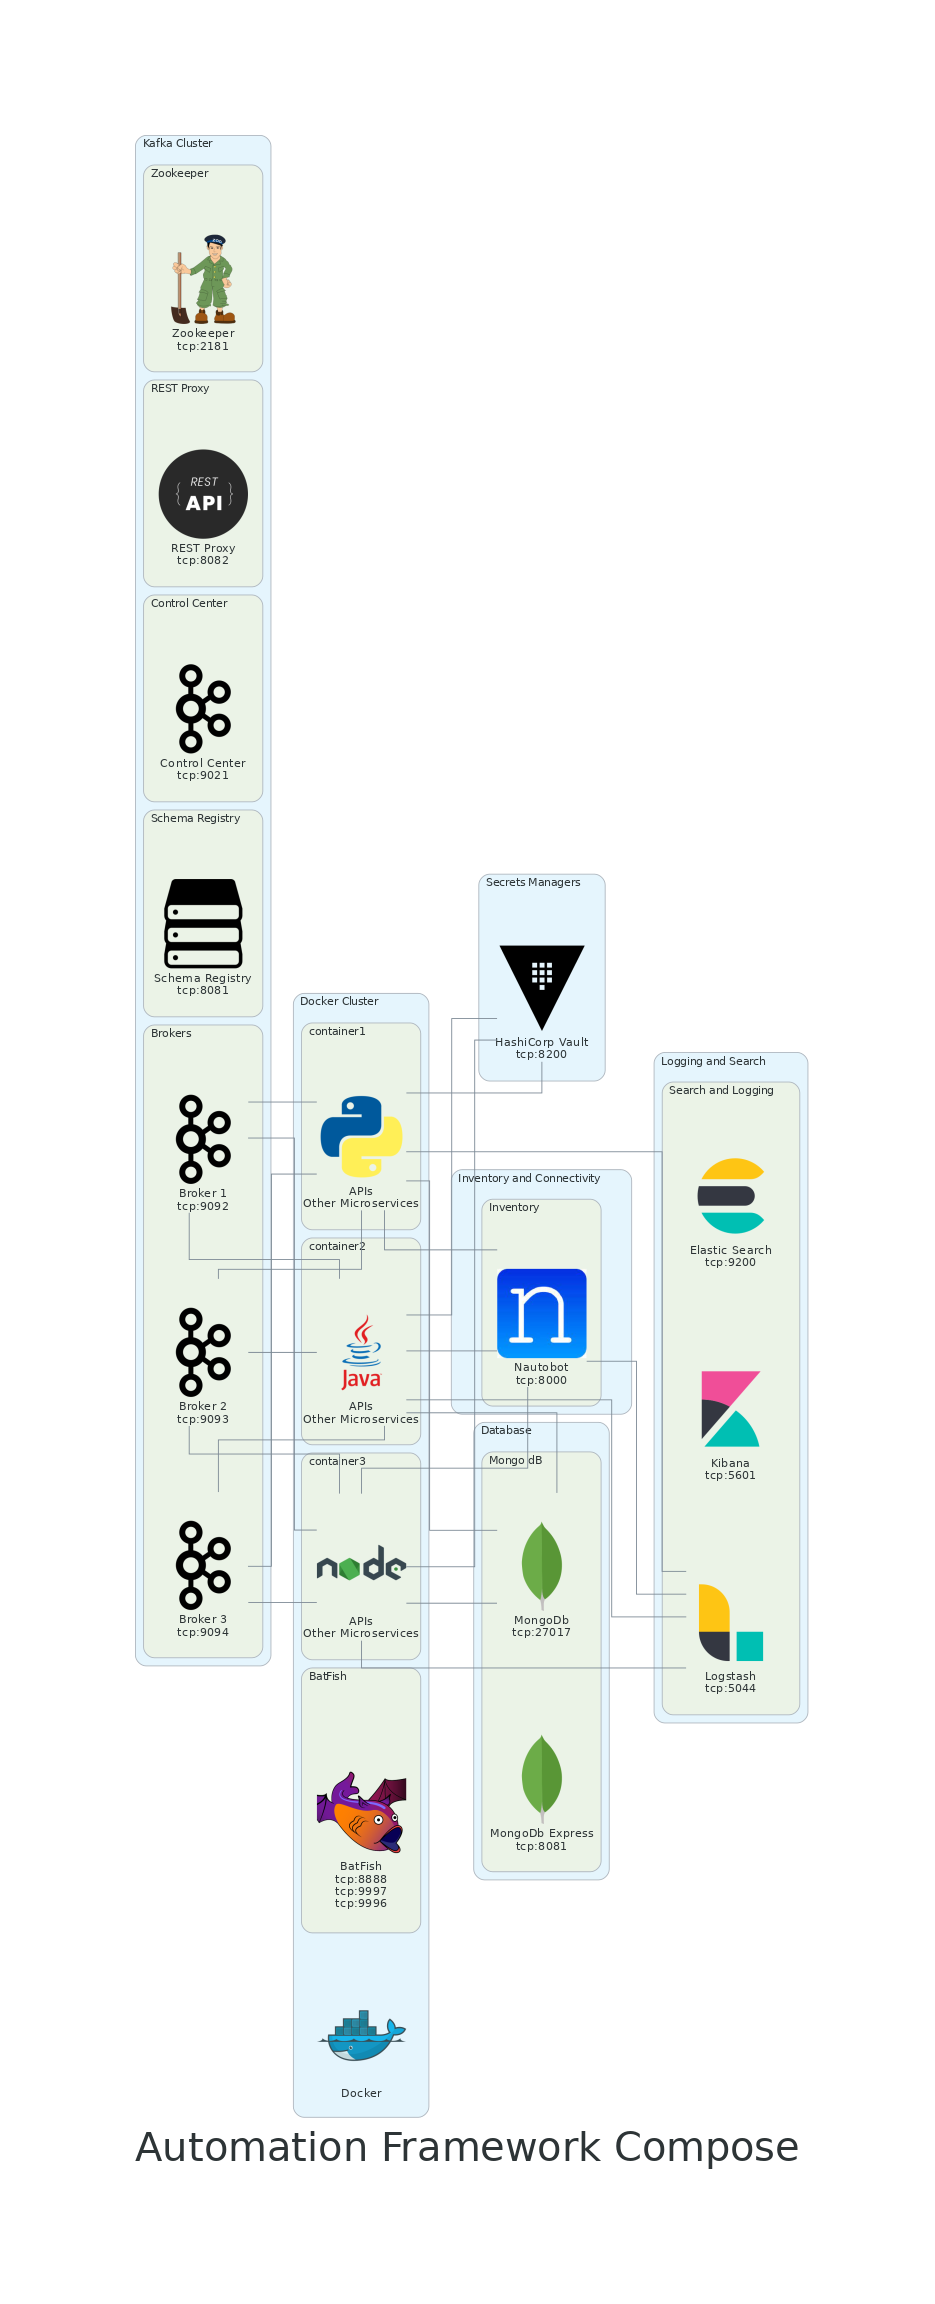 Kafka Cluster
Zookeeper
ZOO
Zookeeper
tcp:2181
REST Proxy
REST
API
REST Proxy
tcp:8082
Control Center
Control Center
tcp:9021
Schema Registry
Schema Registry
tcp:8081
Brokers
Broker 1
tcp:9092
Broker 2
tcp:9093
Broker 3
tcp:9094
Docker Cluster
container1
APIs
Other Microservices
container2
Java
APIs
Other Microservices
container3
node
APIs
Other Microservices
BatFish
BatFish
tcp:8888
tcp:9997
tcp:9996
Docker
Secrets Managers
HashiCorp Vault
tcp:8200
Inventory and Connectivity
Inventory
n
Nautobot
tcp:8000
Database
Mongo dB
MongoDb
tcp:27017
MongoDb Express
tcp:8081
Logging and Search
Search and Logging
Elastic Search
tcp:9200
Kibana
tcp:5601
Logstash
tcp:5044
Automation Framework Compose